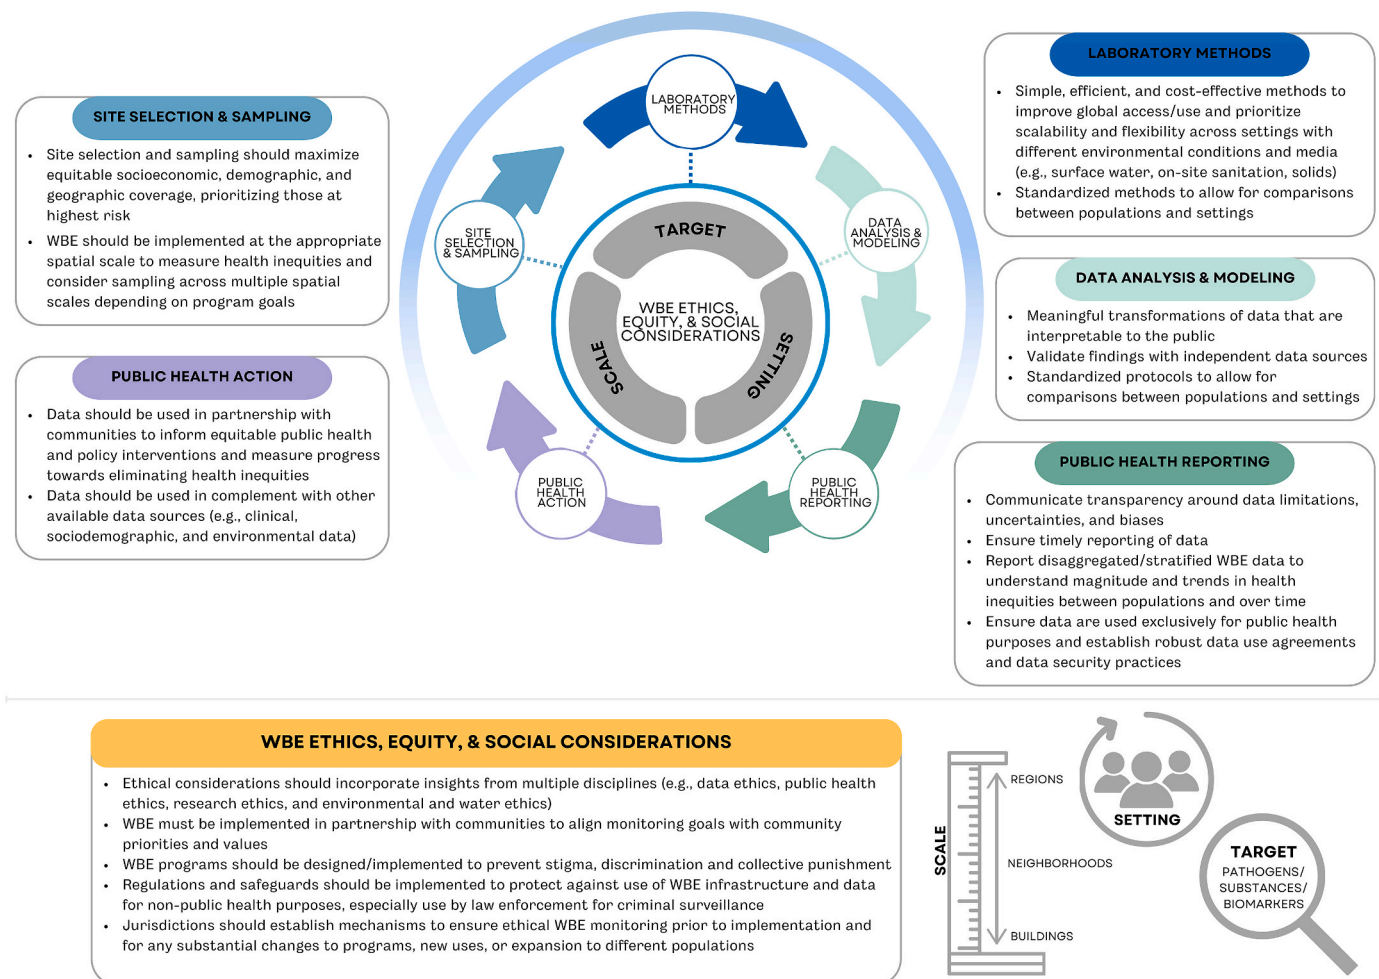 SITE SELECTION & SAMPLING
• Site selection and sampling should maximize
equitable socioeconomic, demographic, and
geographic coverage, prioritizing those at
highest risk
• WBE should be implemented at the appropriate
spatial scale to measure health inequities and
consider sampling across multiple spatial
scales depending on program goals
PUBLIC HEALTH ACTION
• Data should be used in partnership with
communities to inform equitable public health
and policy interventions and measure progress
towards eliminating health inequities
• Data should be used in complement with other
available data sources (e.g., clinical,
sociodemographic, and environmental data)
LABORATORY
METHODS
DATA
ANALYSIS &
MODELING
PUBLIC
HEALTH
REPORTING
PUBLIC
HEALTH
ACTION
SITE
SELECTION
& SAMPLING
TARGET
SETTING
SCALE
WBE ETHICS,
EQUITY, & SOCIAL
CONSIDERATIONS
LABORATORY METHODS
• Simple, efficient, and cost-effective methods to
improve global access/use and prioritize
scalability and flexibility across settings with
different environmental conditions and media
(e.g., surface water, on-site sanitation, solids)
• Standardized methods to allow for comparisons
between populations and settings
DATA ANALYSIS & MODELING
• Meaningful transformations of data that are
interpretable to the public
• Validate findings with independent data sources
• Standardized protocols to allow for
comparisons between populations and settings
PUBLIC HEALTH REPORTING
• Communicate transparency around data limitations,
uncertainties, and biases
• Ensure timely reporting of data
• Report disaggregated/stratified WBE data to
understand magnitude and trends in health
inequities between populations and over time
• Ensure data are used exclusively for public health
purposes and establish robust data use agreements
and data security practices
WBE ETHICS, EQUITY, & SOCIAL CONSIDERATIONS
• Ethical considerations should incorporate insights from multiple disciplines (e.g., data ethics, public health
ethics, research ethics, and environmental and water ethics)
• WBE must be implemented in partnership with communities to align monitoring goals with community
priorities and values
• WBE programs should be designed/implemented to prevent stigma, discrimination and collective punishment
• Regulations and safeguards should be implemented to protect against use of WBE infrastructure and data
for non-public health purposes, especially use by law enforcement for criminal surveillance
• Jurisdictions should establish mechanisms to ensure ethical WBE monitoring prior to implementation and
for any substantial changes to programs, new uses, or expansion to different populations
SCALE
REGIONS
NEIGHBORHOODS
BUILDINGS
SETTING
TARGET
PATHOGENS/
SUBSTANCES/
BIOMARKERS